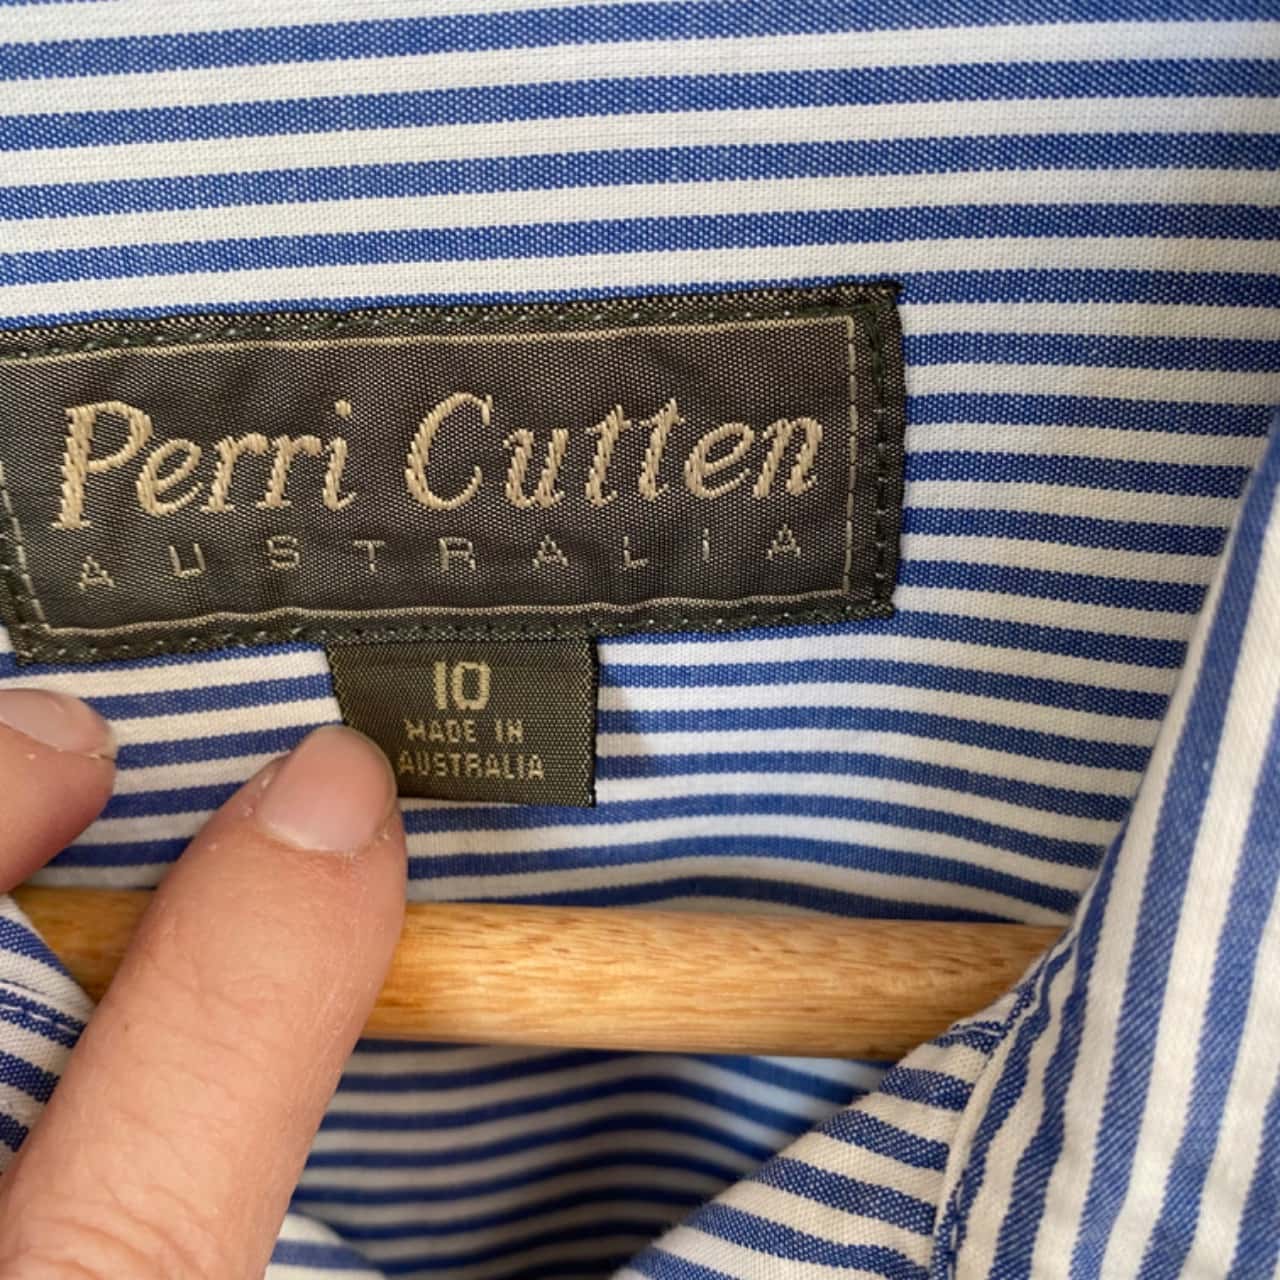 Perri Cutten
AUSTRALIA
10
MADE IN
AUSTRALIA